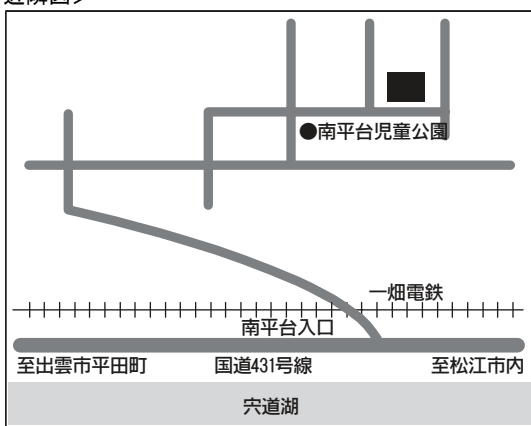 近隣図＞
●南平台児童公園
一畑電鉄
南平台入口
至出雲市平田町
国道431号線
至松江市内
宍道湖